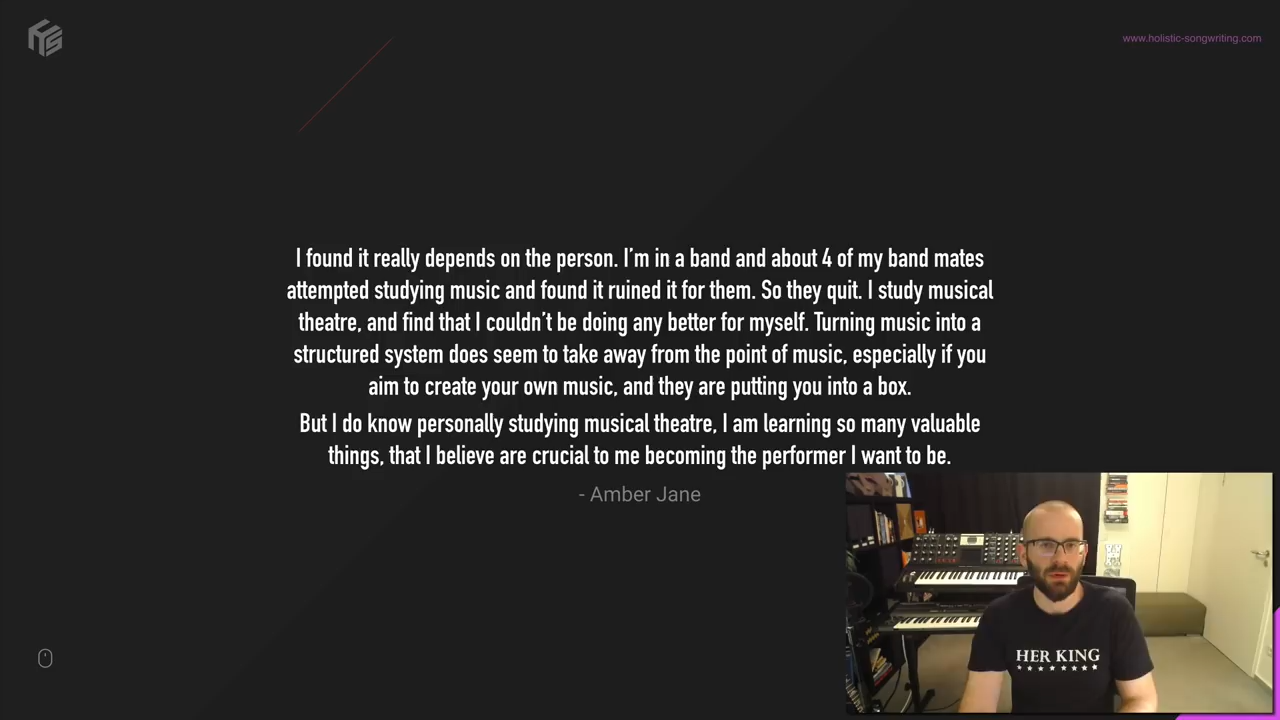 www.holistic-songwriting.com
I found it really depends on the person. I’m in a band and about 4 of my band mates
attempted studying music and found it ruined it for them. So they quit. I study musical
theatre, and find that I couldn’t be doing any better for myself. Turning music into a
structured system does seem to take away from the point of music, especially if you
aim to create your own music, and they are putting you into a box.
But I do know personally studying musical theatre, I am learning so many valuable
things, that I believe are crucial to me becoming the performer I want to be.
- Amber Jane
HER KING